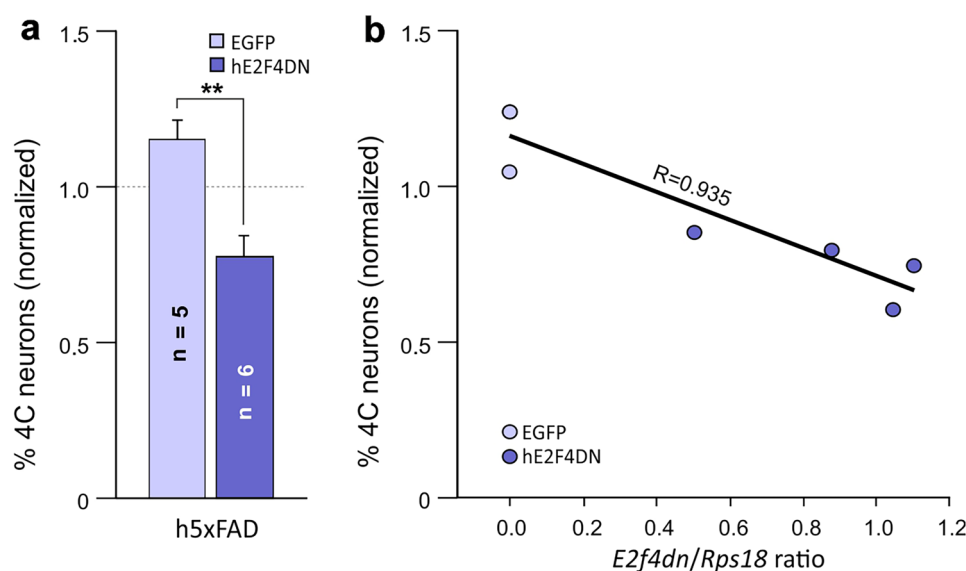 a
1.5
1.0
0.5
0
% 4C neurons (normalized)
EGFP
hE2F4DN
**
n = 5
n = 6
h5xFAD
b
1.5
1.0
0.5
0
% 4C neurons (normalized)
R=0.935
EGFP
hE2F4DN
0.0 0.2 0.4 0.6 0.8 1.0 1.2
E2f4dn/Rps18 ratio